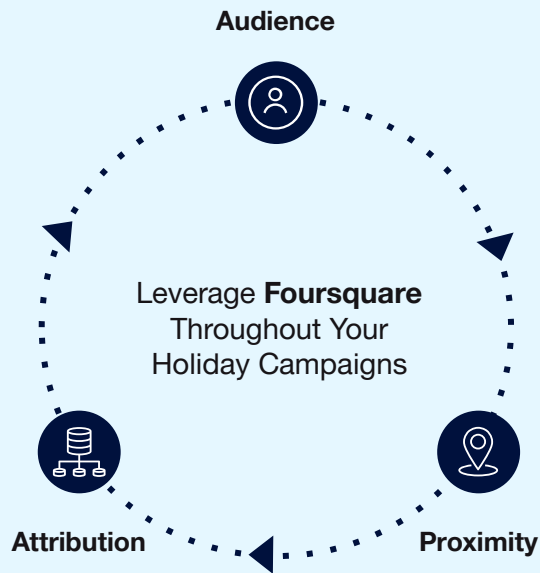 Audience
Leverage Foursquare
Throughout Your
Holiday Campaigns
Attribution
Proximity